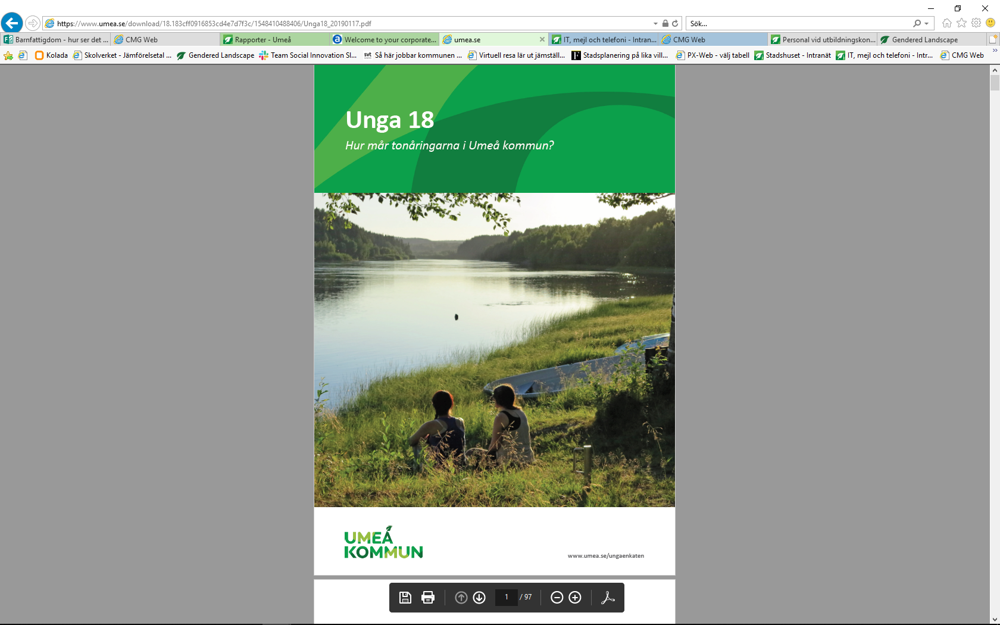 https://www.umea.se/download/18.183cff0916853cd4e7d7f3c/1548410488406/Unga18_20190117.pdf
Sök...
Barnfattigdom - hur ser det ...
CMG Web
Rapporter - Umeå
Welcome to your corporate...
umea.se
IT, mejl och telefoni - Intran...
CMG Web
Personal vid utbildningskon...
Gendered Landscape
Kolada
Skolverket - Jämförelsetal ...
Gendered Landscape
Team Social Innovation Sl...
svt
Så här jobbar kommunen ...
Virtuell resa lär ut jämställ...
F
Stadsplanering på lika vill...
PX-Web - välj tabell
Stadshuset - Intranät
IT, mejl och telefoni - Intr...
CMG Web
Unga 18
Hur mår tonåringarna i Umeå kommun?
UMEÅ
KOMMUN
www.umea.se/ungaenkaten
1 / 97